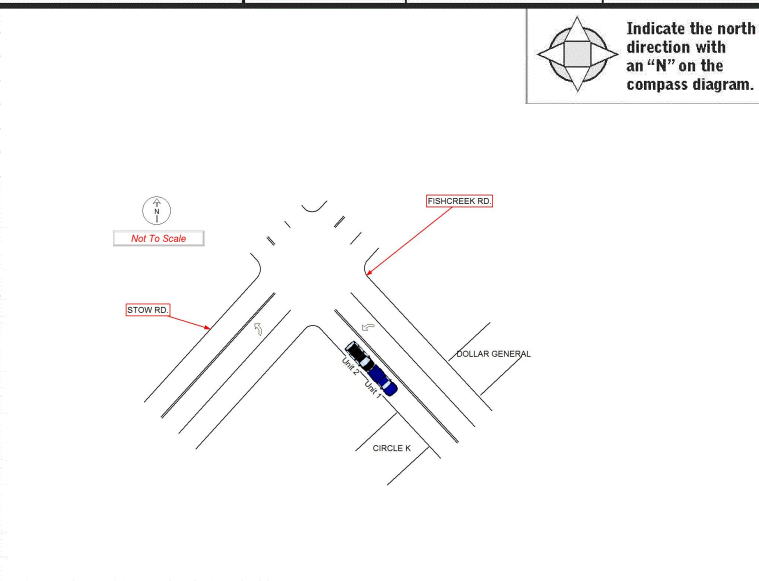 Indicate the north
direction with
an “N” on the
compass diagram.
FISHCREEK RD.
N
Not To Scale
STOW RD.
DOLLAR GENERAL
Unit 2
Unit 1
CIRCLE K